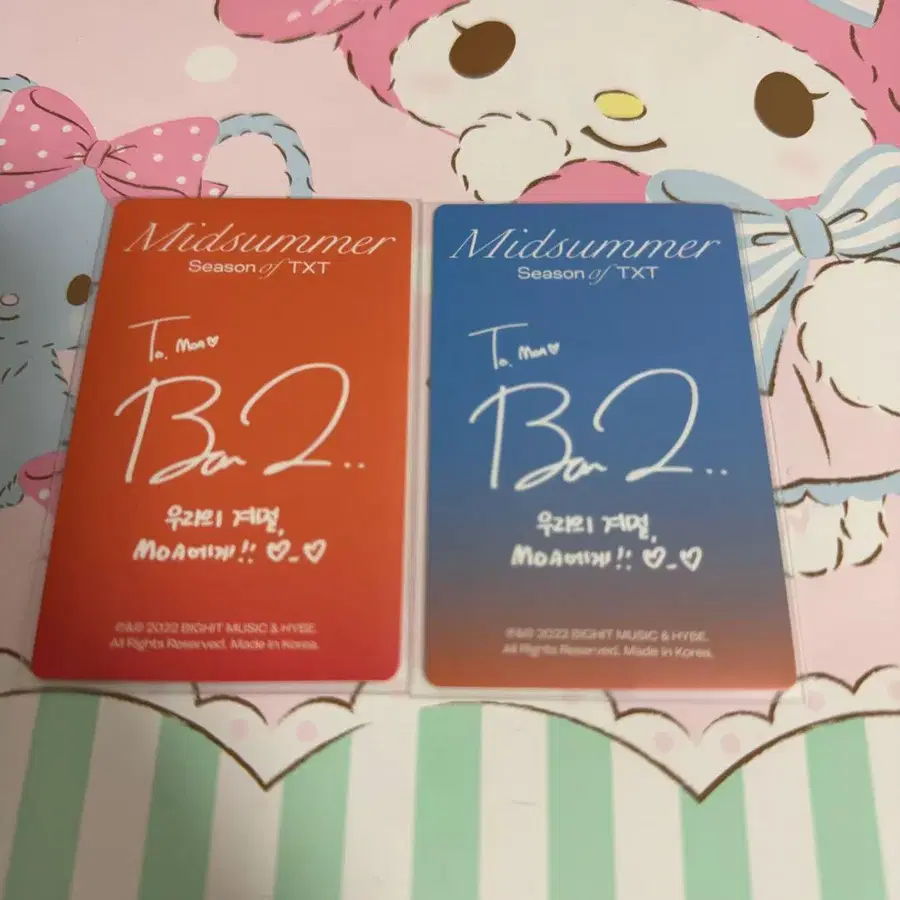 Midsummer
Season of TXT
To. Moa♡
우리의 계절,
MOA에게!! ♡_♡
℗&© 2022 BIGHIT MUSIC & HYBE.
All Rights Reserved. Made in Korea.
Midsummer
Season of TXT
To. Moa♡
우리의 계절,
MOA에게!! ♡_♡
℗&© 2022 BIGHIT MUSIC & HYBE.
All Rights Reserved. Made in Korea.